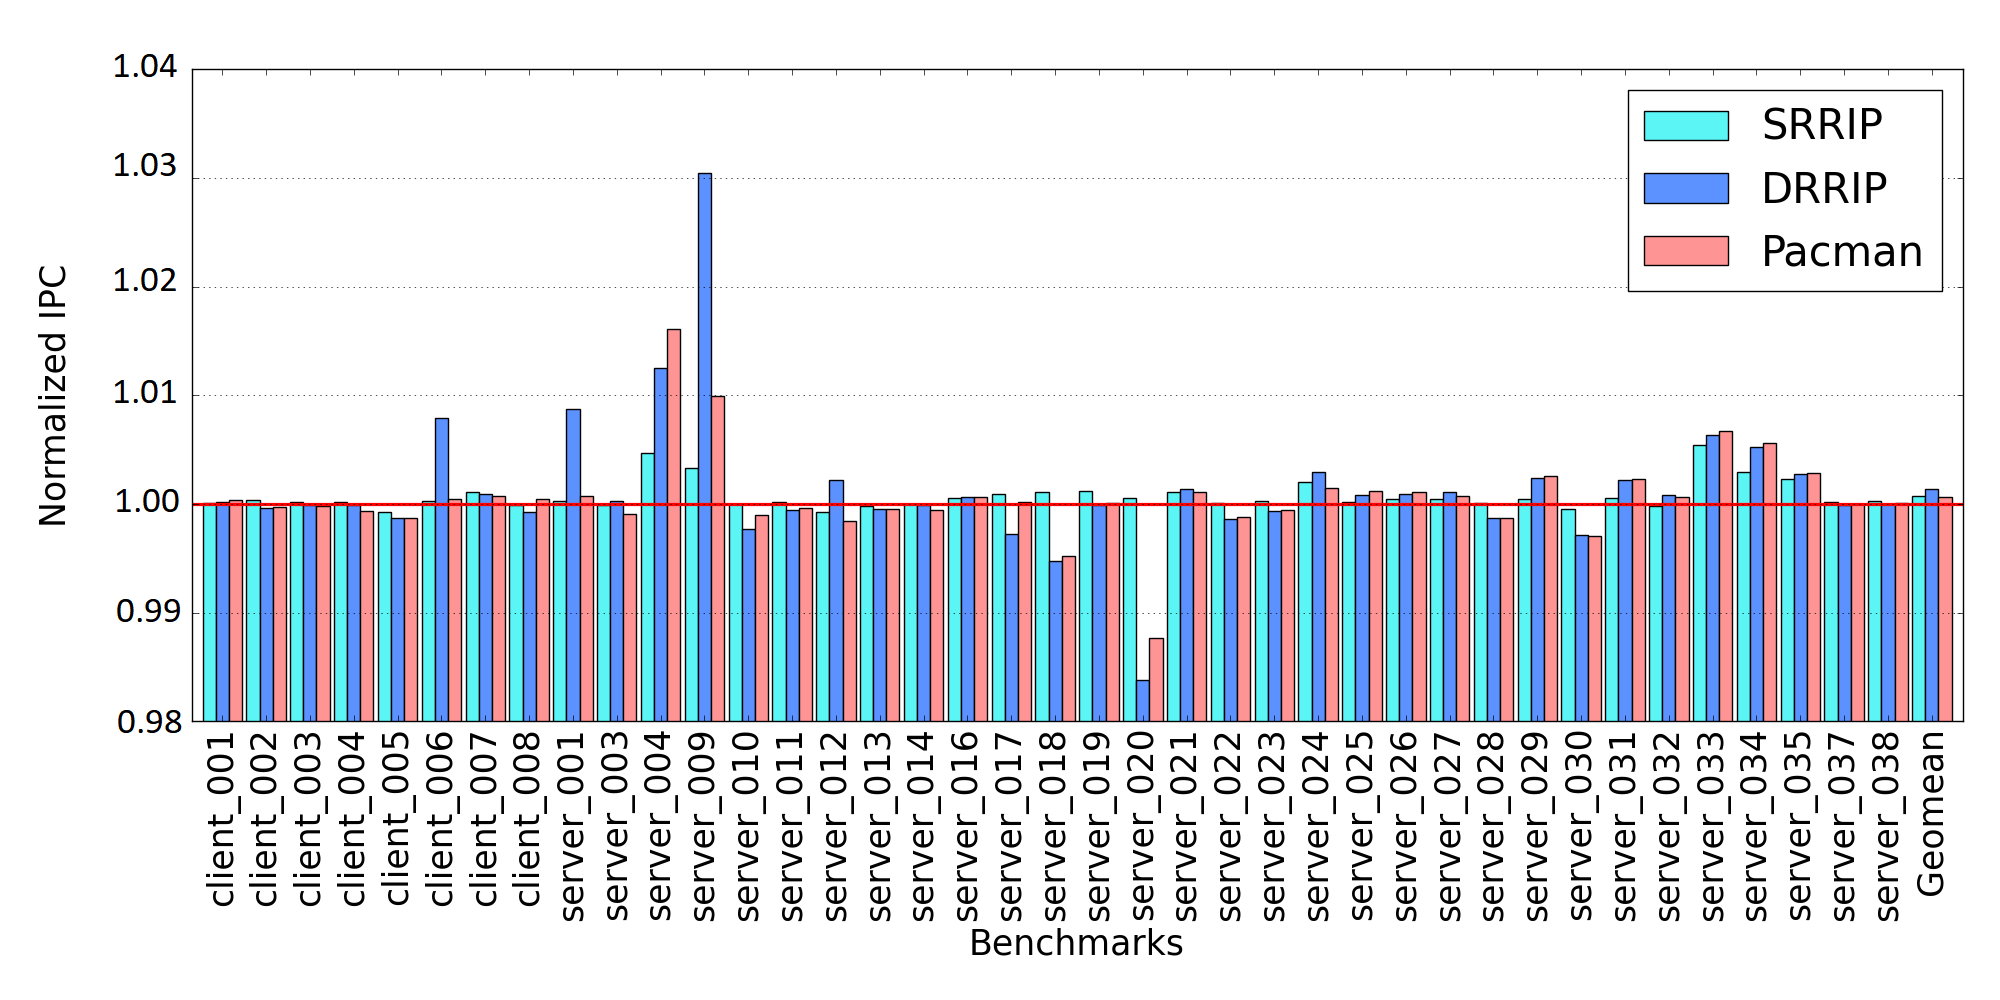 1.04
1.03
1.02
1.01
1.00
0.99
0.98
Normalized IPC
SRRIP
DRRIP
Pacman
client_001
client_002
client_003
client_004
client_005
client_006
client_007
client_008
server_001
server_003
server_004
server_009
server_010
server_011
server_012
server_013
server_014
server_016
server_017
server_018
server_019
server_020
server_021
server_022
server_023
server_024
server_025
server_026
server_027
server_028
server_029
server_030
server_031
server_032
server_033
server_034
server_035
server_037
server_038
Geomean
Benchmarks